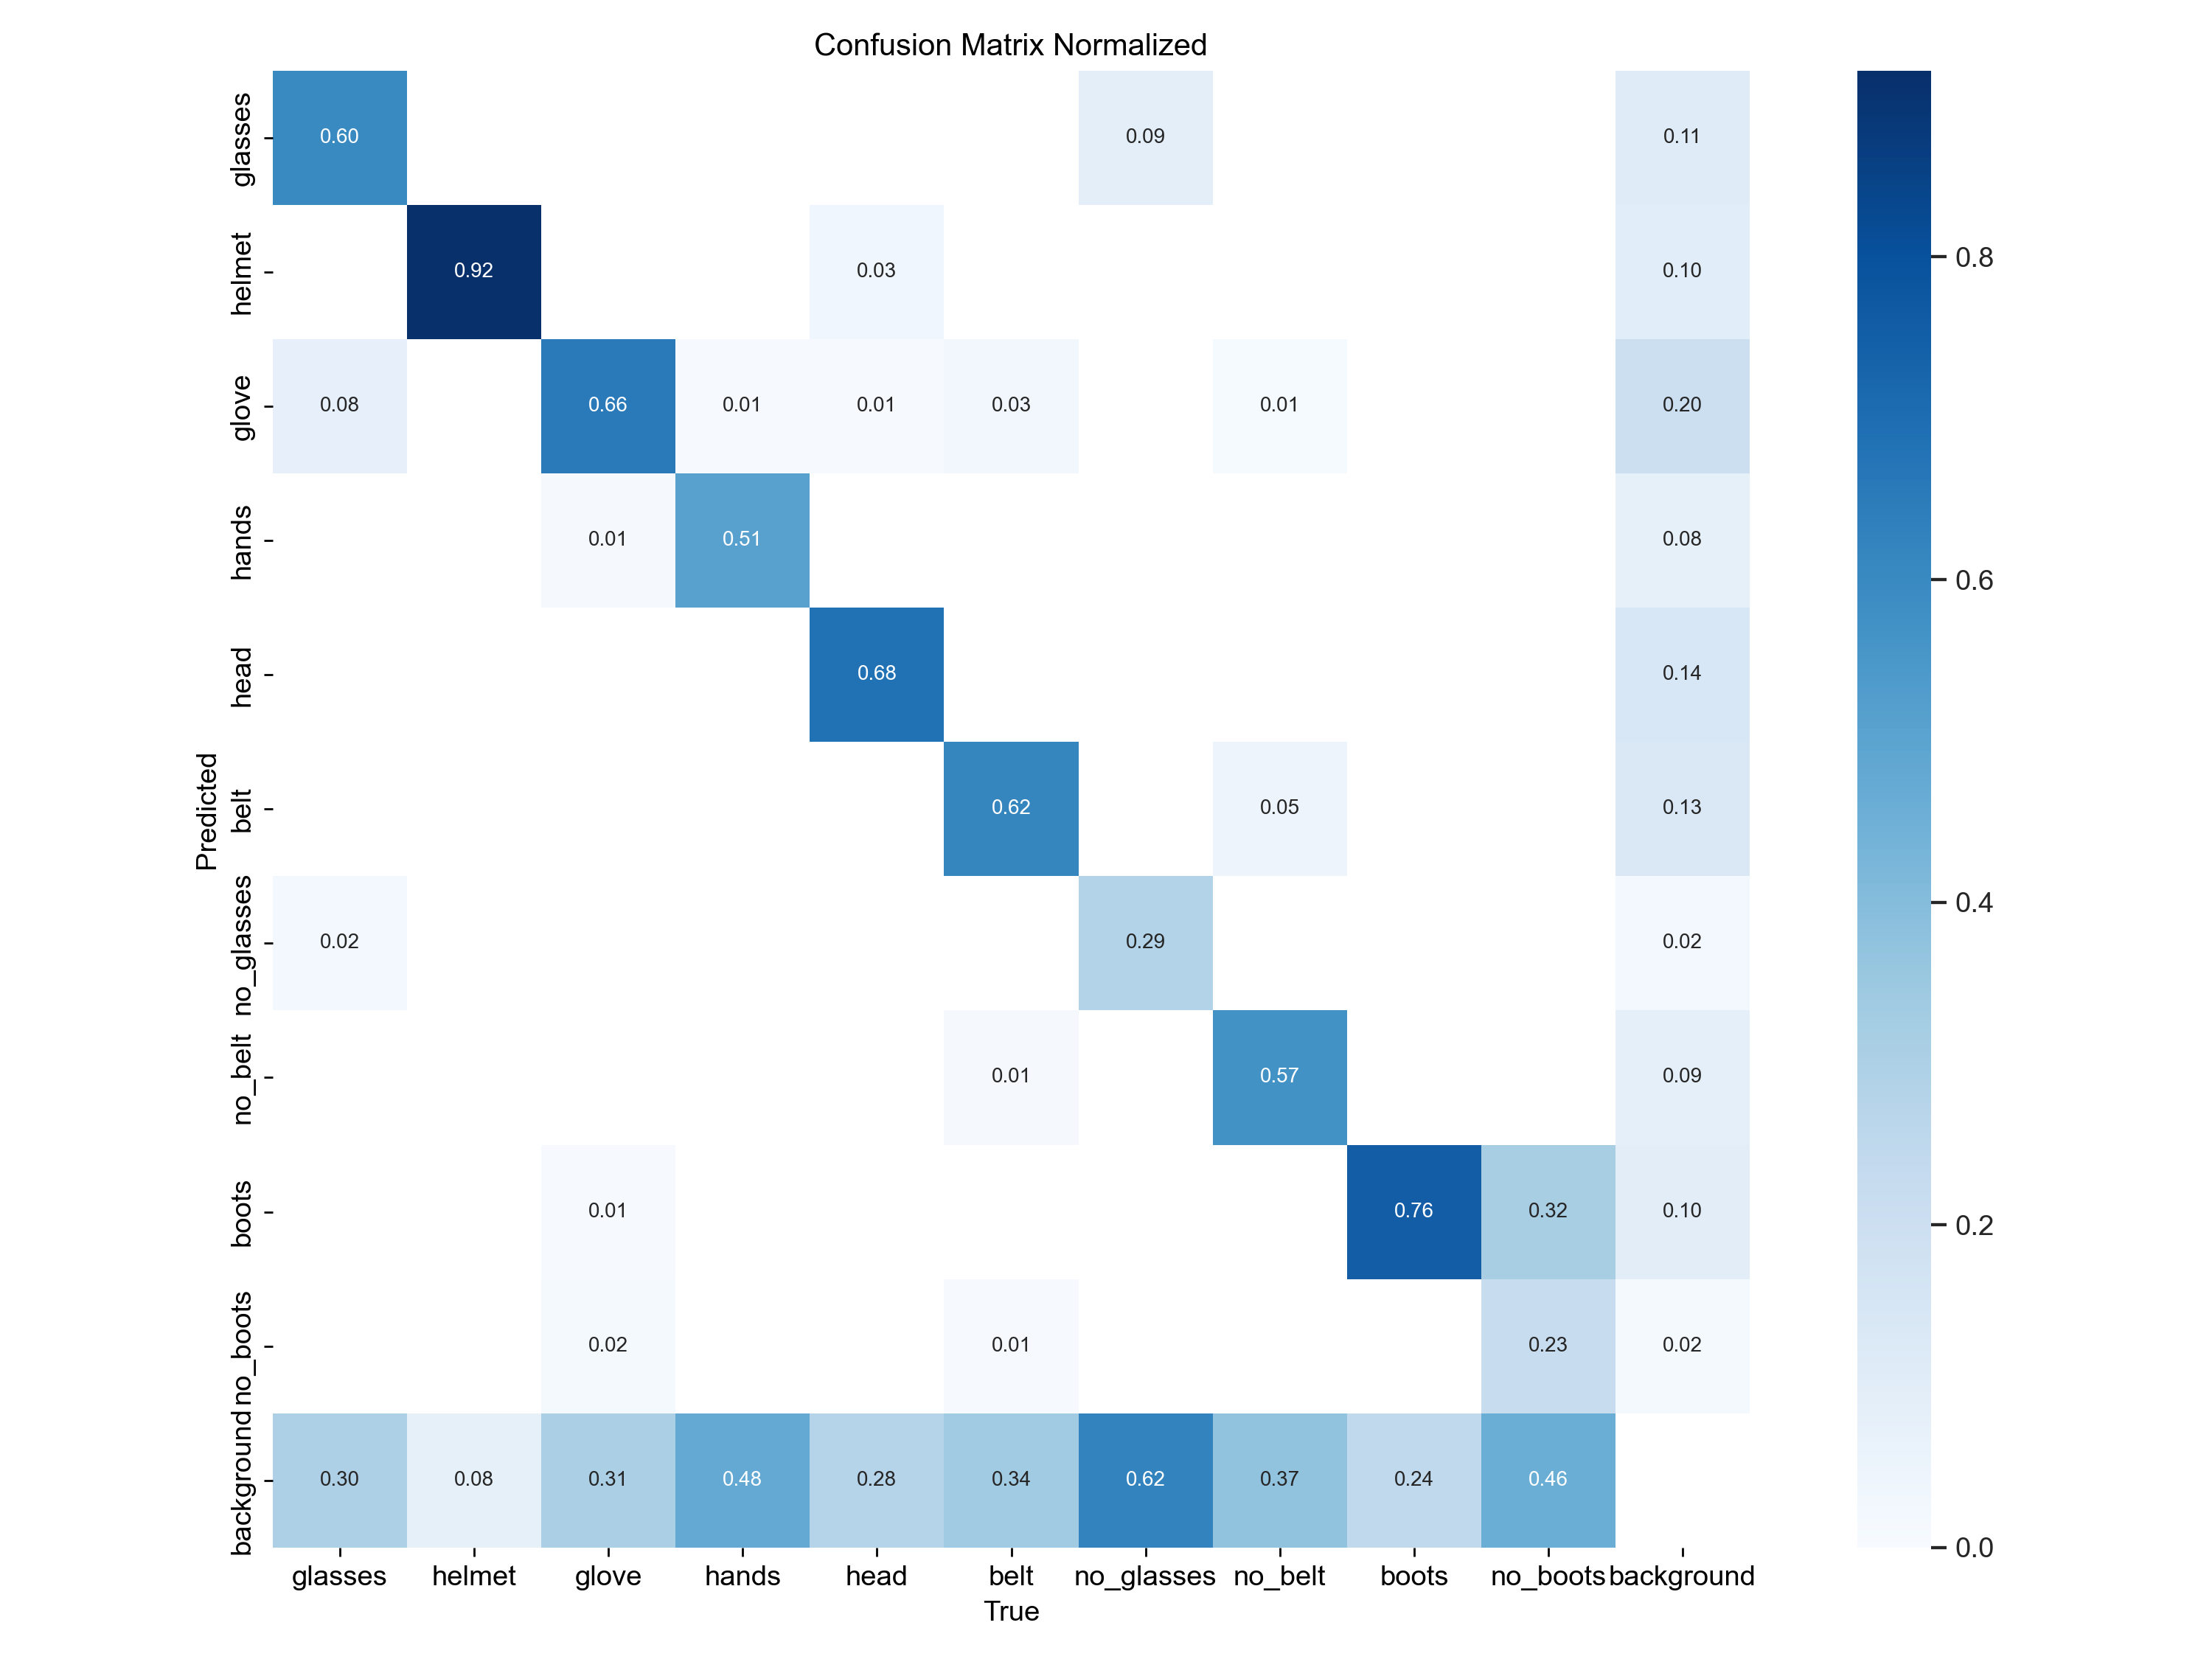 Confusion Matrix Normalized
glasses 0.60 0.09 0.11
helmet 0.92 0.03 0.10 0.8
glove 0.08 0.66 0.01 0.01 0.03 0.01 0.20
hands 0.01 0.51 0.08 0.6
head 0.68 0.14
Predicted
belt 0.62 0.05 0.13
no_glasses 0.02 0.29 0.02 0.4
no_belt 0.01 0.57 0.09
boots 0.01 0.76 0.32 0.10 0.2
no_boots 0.02 0.01 0.23 0.02
background 0.30 0.08 0.31 0.48 0.28 0.34 0.62 0.37 0.24 0.46
0.0
glasses helmet glove hands head belt no_glasses no_belt boots no_boots background
True